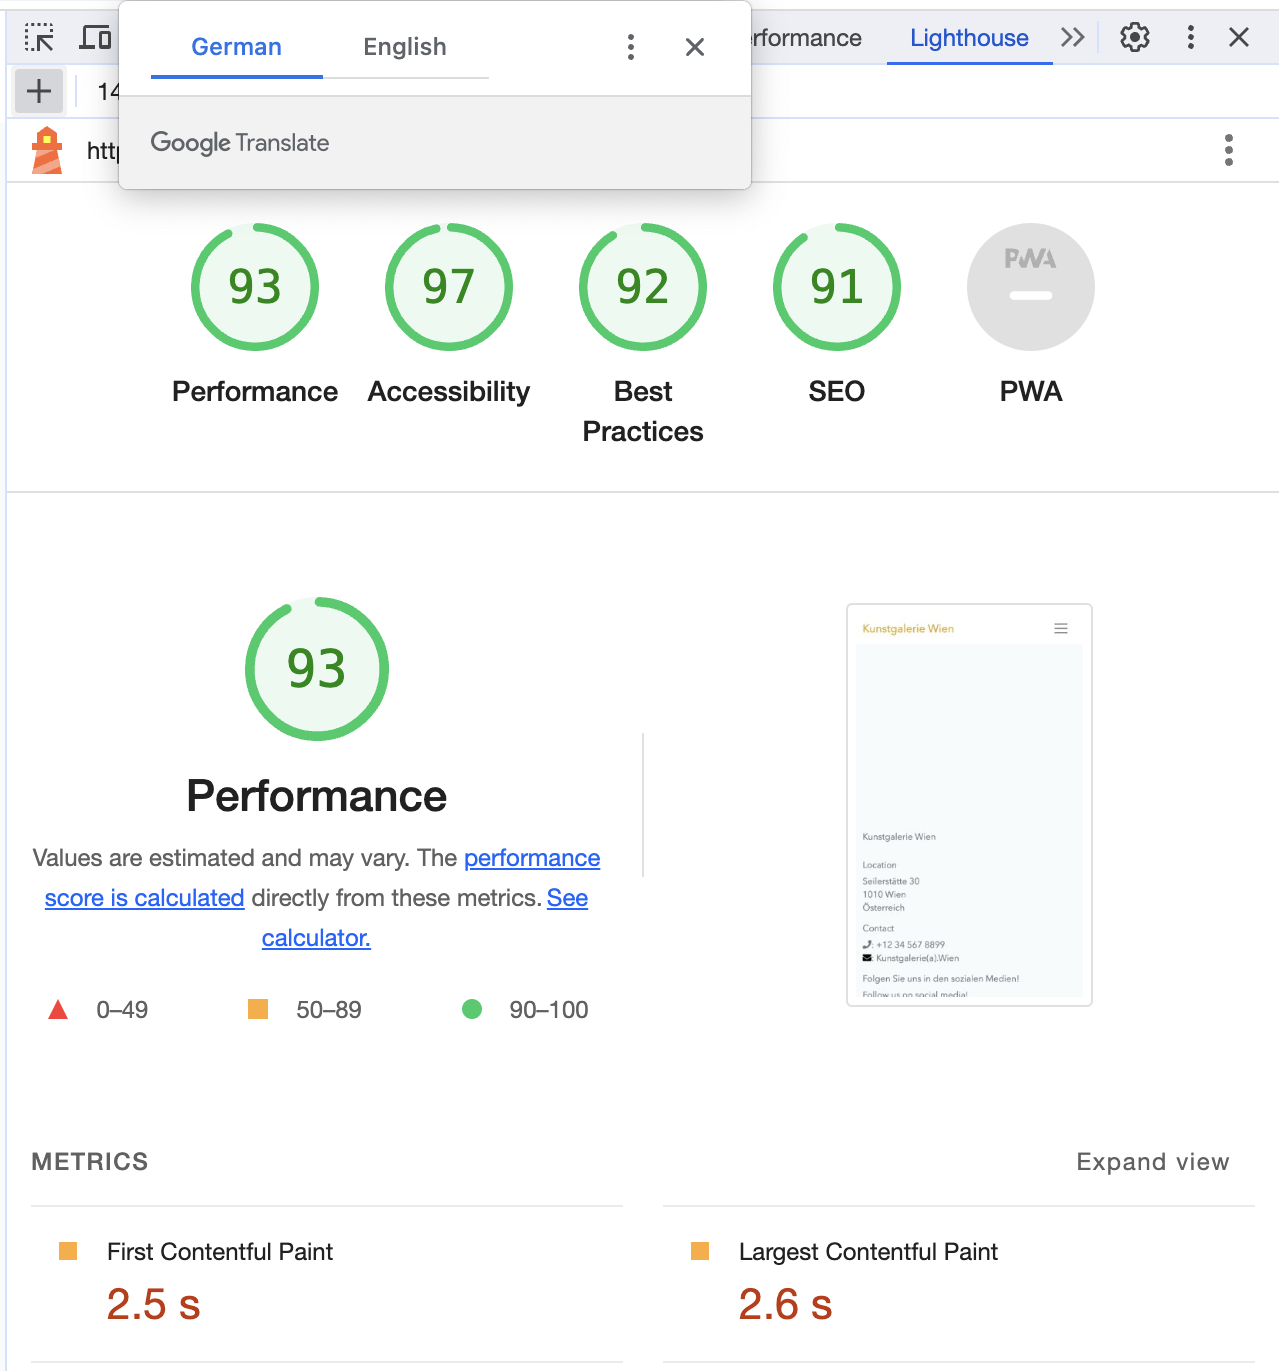 German English
erformance Lighthouse
14
htt
Google Translate
93 97 92 91 PWA
Performance Accessibility Best Practices SEO PWA
93
Performance
Values are estimated and may vary. The performance
score is calculated directly from these metrics. See
calculator.
0–49 50–89 90–100
Kunstgalerie Wien
Kunstgalerie Wien
Location
Seilerstätte 30
1010 Wien
Österreich
Contact
: +12 34 567 8899
: Kunstgalerie(a).Wien
Folgen Sie uns in den sozialen Medien!
Follow us on social media!
METRICS Expand view
First Contentful Paint
2.5 s
Largest Contentful Paint
2.6 s